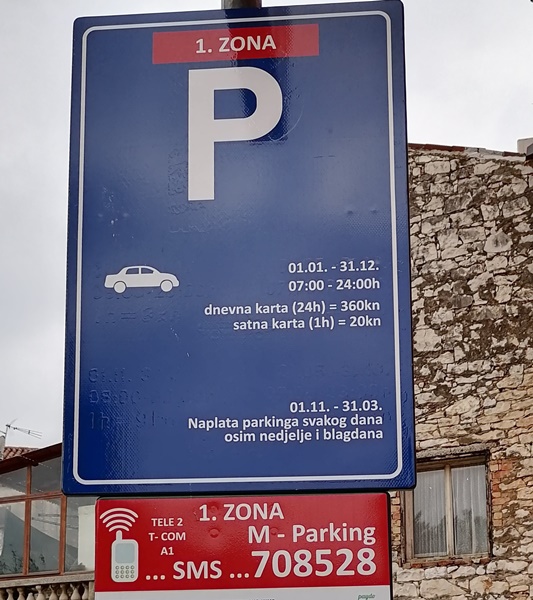 1. ZONA
P
01.01. - 31.12.
07:00 - 24:00h
dnevna karta (24h) = 360kn
satna karta (1h) = 20kn
01.11. - 31.03.
Naplata parkinga svakog dana
osim nedjelje i blagdana
1. ZONA
TELE 2
T- COM
A1
M - Parking
... SMS ...708528